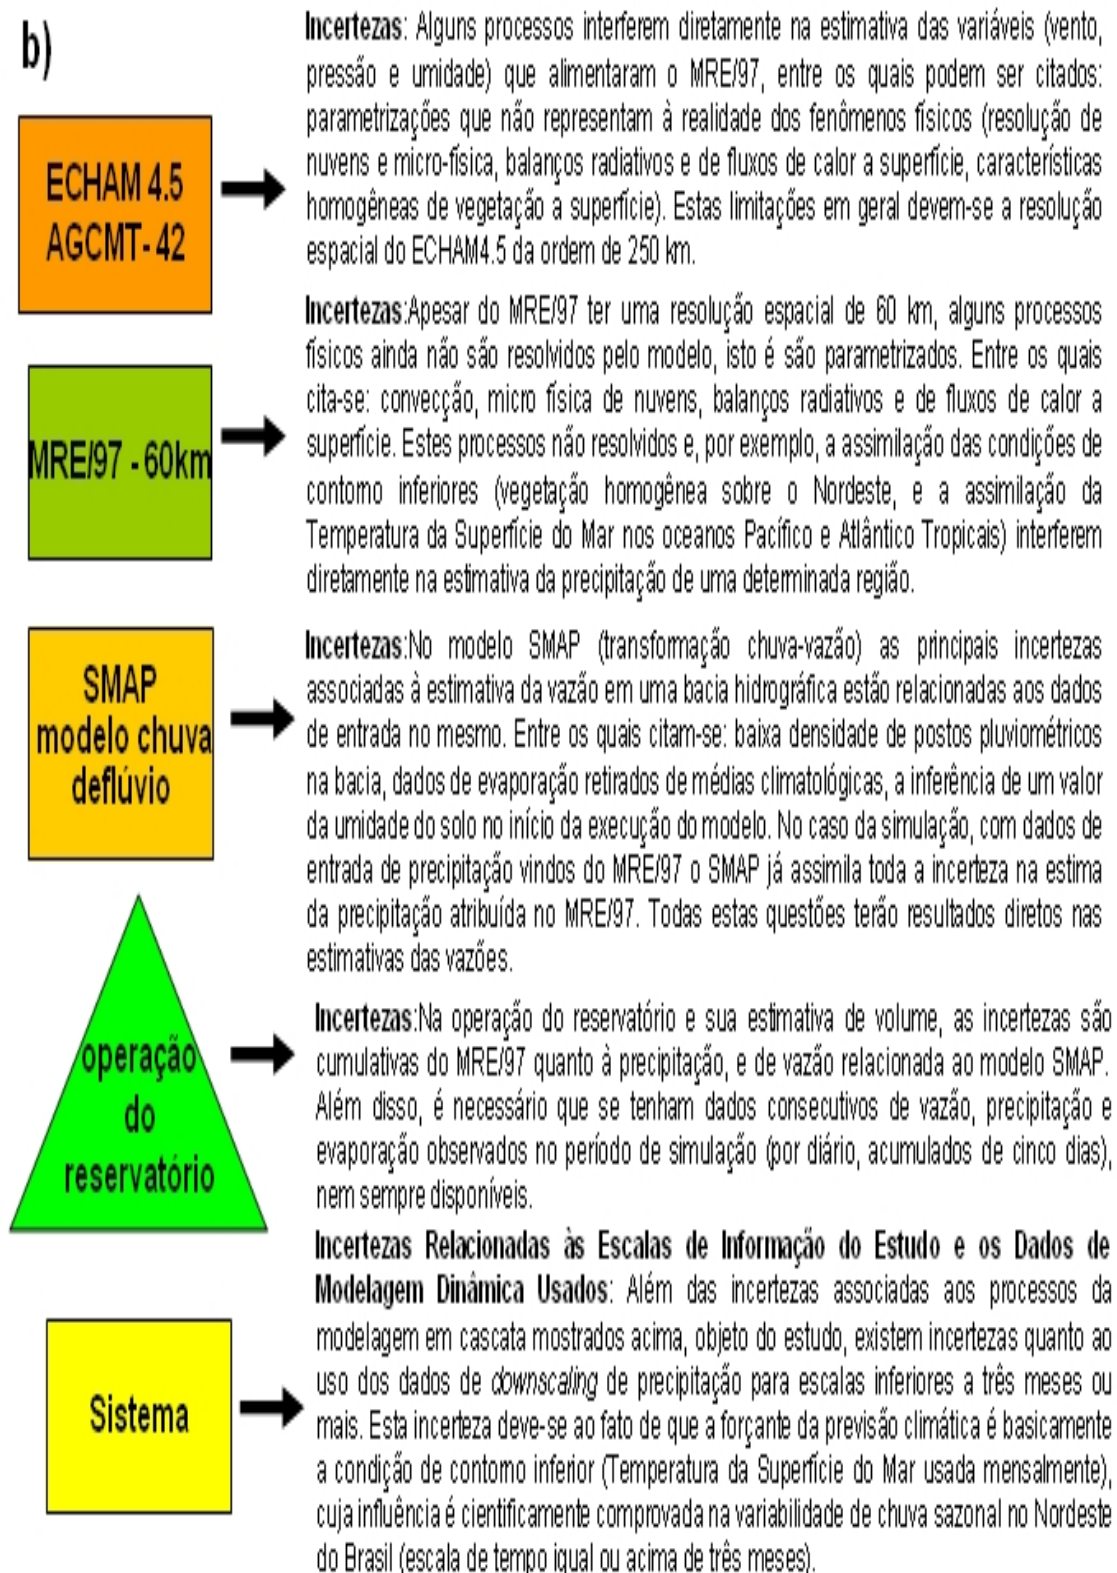 b)
ECHAM 4.5
AGCMT- 42
Incertezas: Alguns processos interferem diretamente na estimativa das variáveis (vento,
pressão e umidade) que alimentaram o MRE/97, entre os quais podem ser citados:
parametrizações que não representam à realidade dos fenômenos físicos (resolução de
nuvens e micro-física, balanços radiativos e de fluxos de calor a superfície, características
homogêneas de vegetação a superfície). Estas limitações em geral devem-se a resolução
espacial do ECHAM4.5 da ordem de 250 km.
MRE/97 - 60km
Incertezas:Apesar do MRE/97 ter uma resolução espacial de 60 km, alguns processos
físicos ainda não são resolvidos pelo modelo, isto é são parametrizados. Entre os quais
cita-se: convecção, micro física de nuvens, balanços radiativos e de fluxos de calor a
superfície. Estes processos não resolvidos e, por exemplo, a assimilação das condições de
contorno inferiores (vegetação homogênea sobre o Nordeste, e a assimilação da
Temperatura da Superfície do Mar nos oceanos Pacífico e Atlântico Tropicais) interferem
diretamente na estimativa da precipitação de uma determinada região.
SMAP
modelo chuva
deflúvio
Incertezas:No modelo SMAP (transformação chuva-vazão) as principais incertezas
associadas à estimativa da vazão em uma bacia hidrográfica estão relacionadas aos dados
de entrada no mesmo. Entre os quais citam-se: baixa densidade de postos pluviométricos
na bacia, dados de evaporação retirados de médias climatológicas, a inferência de um valor
da umidade do solo no início da execução do modelo. No caso da simulação, com dados de
entrada de precipitação vindos do MRE/97 o SMAP já assimila toda a incerteza na estima
da precipitação atribuída no MRE/97. Todas estas questões terão resultados diretos nas
estimativas das vazões.
operação
do
reservatório
Incertezas:Na operação do reservatório e sua estimativa de volume, as incertezas são
cumulativas do MRE/97 quanto à precipitação, e de vazão relacionada ao modelo SMAP.
Além disso, é necessário que se tenham dados consecutivos de vazão, precipitação e
evaporação observados no período de simulação (por diário, acumulados de cinco dias),
nem sempre disponíveis.
Sistema
Incertezas Relacionadas às Escalas de Informação do Estudo e os Dados de
Modelagem Dinâmica Usados: Além das incertezas associadas aos processos da
modelagem em cascata mostrados acima, objeto do estudo, existem incertezas quanto ao
uso dos dados de downscaling de precipitação para escalas inferiores a três meses ou
mais. Esta incerteza deve-se ao fato de que a forçante da previsão climática é basicamente
a condição de contorno inferior (Temperatura da Superfície do Mar usada mensalmente),
cuja influência é cientificamente comprovada na variabilidade de chuva sazonal no Nordeste
do Brasil (escala de tempo igual ou acima de três meses).